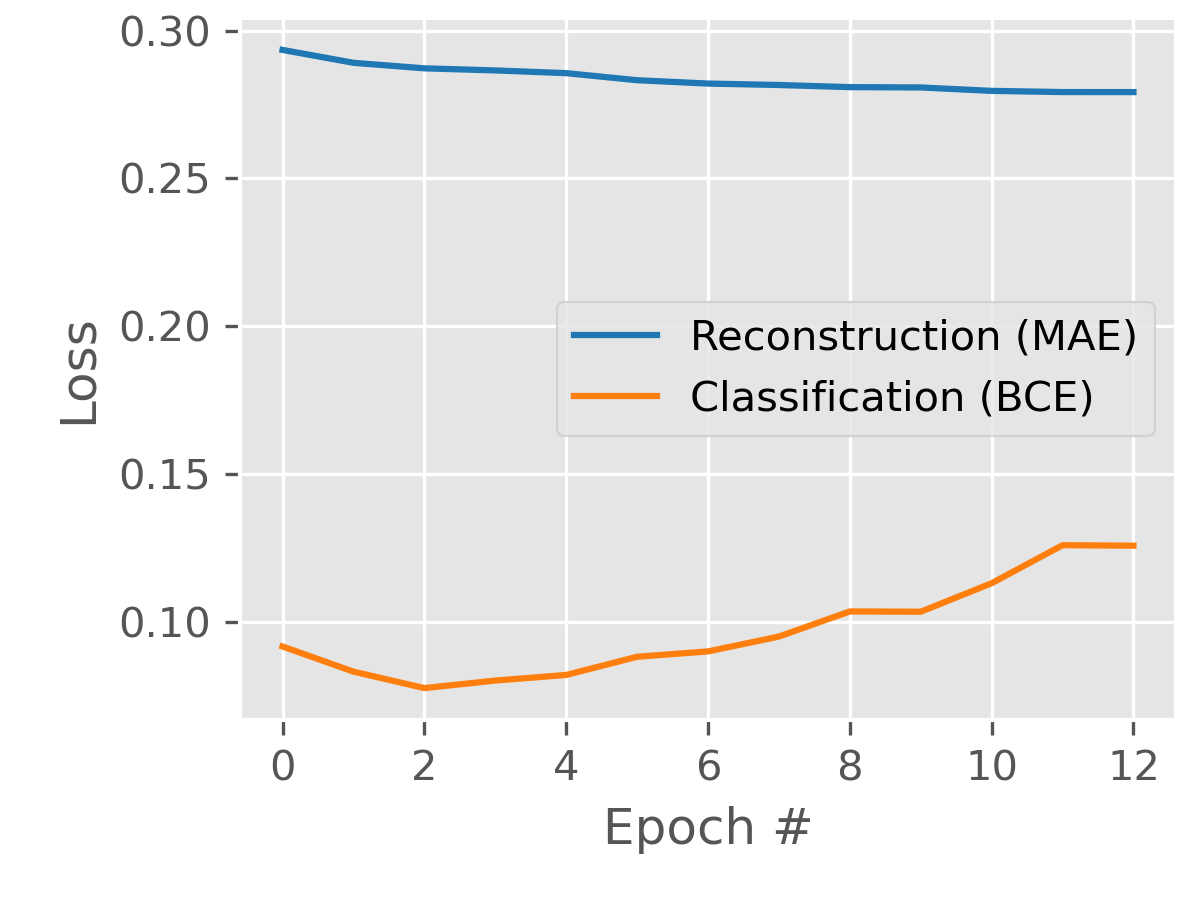 0.30
0.25
0.20
0.15
0.10
Loss
Reconstruction (MAE)
Classification (BCE)
0 2 4 6 8 10 12
Epoch #